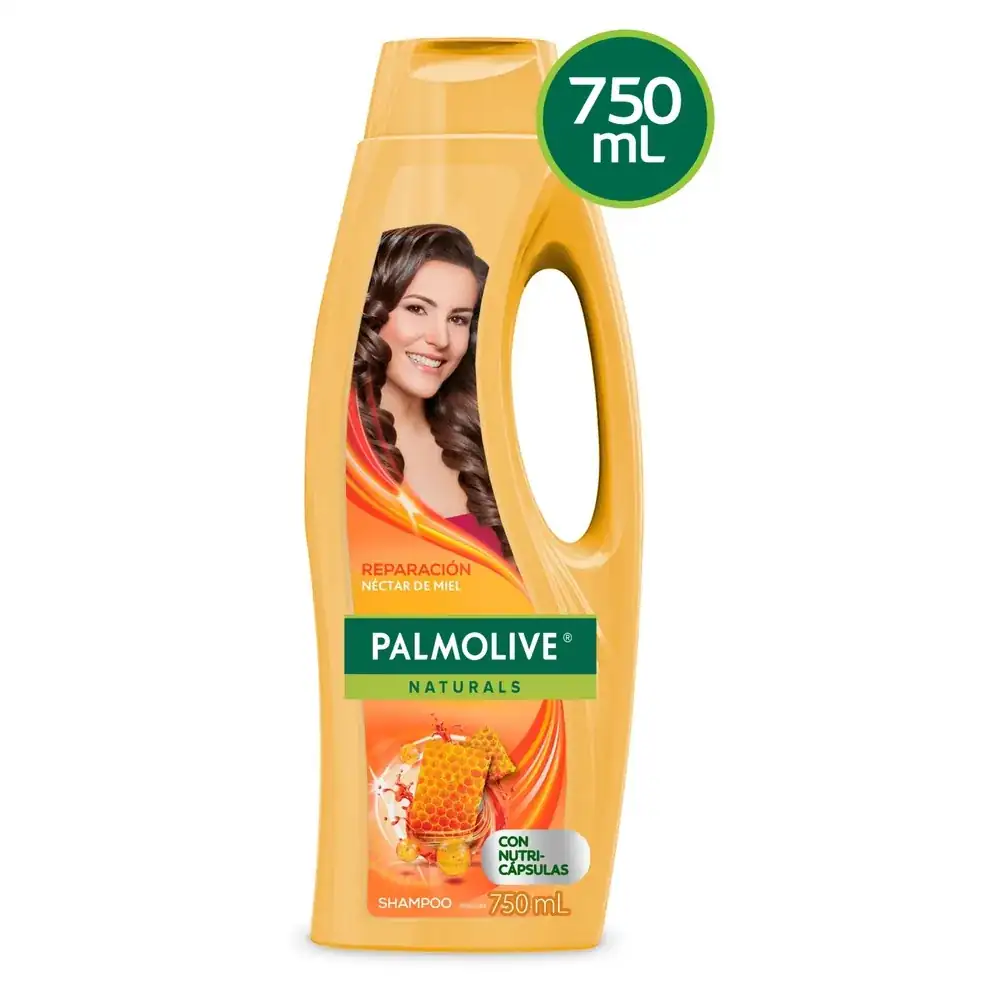 750
mL
REPARACIÓN
NÉCTAR DE MIEL
PALMOLIVE®
NATURALS
CON
NUTRI-
CÁPSULAS
SHAMPOO
750 mL